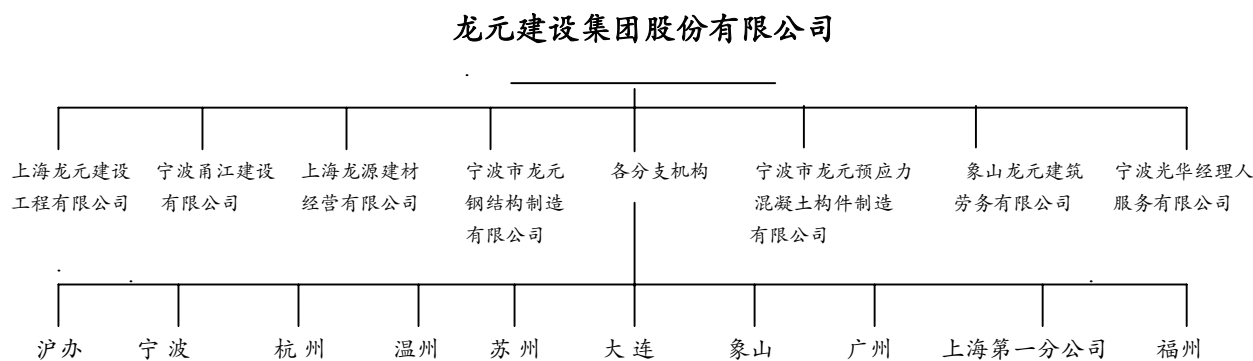 龙元建设集团股份有限公司
上海龙元建设
工程有限公司
宁波甬江建设
有限公司
上海龙源建材
经营有限公司
宁波市龙元
钢结构制造
有限公司
各分支机构
宁波市龙元预应力
混凝土构件制造
有限公司
象山龙元建筑
劳务有限公司
宁波光华经理人
服务有限公司
沪办
宁波
杭州
温州
苏州
大连
象山
广州
上海第一分公司
福州